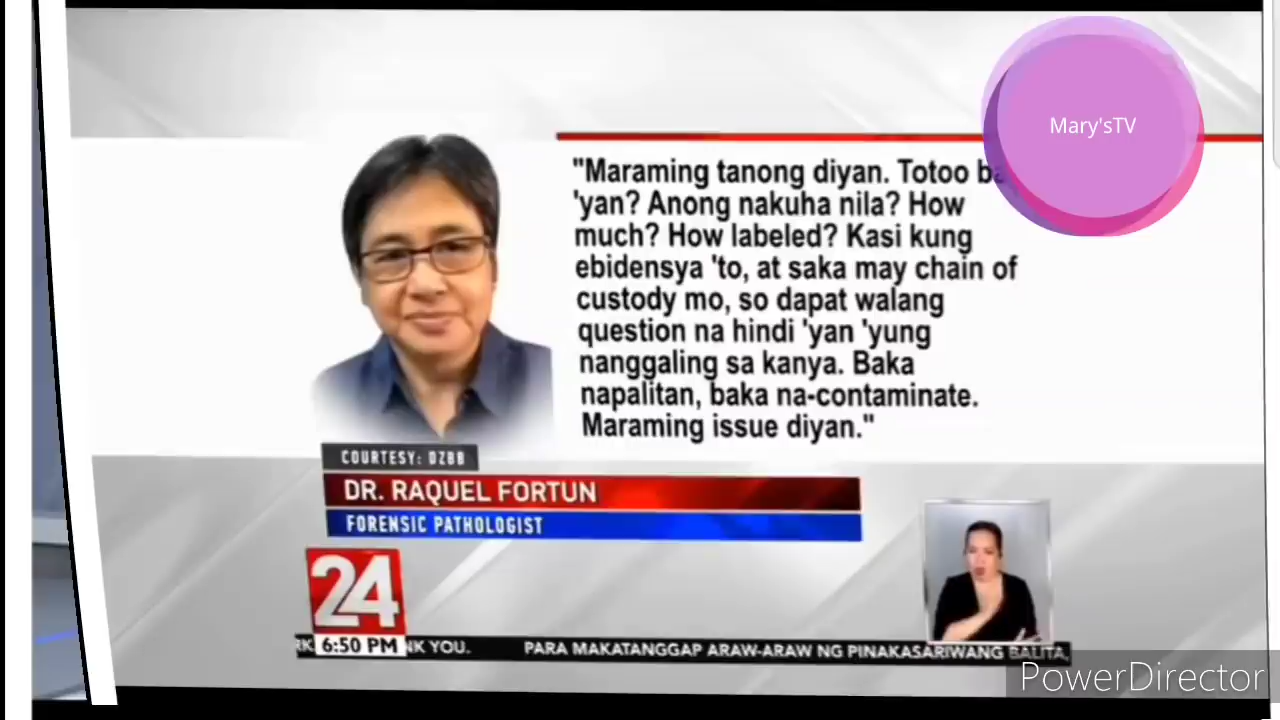 Mary'sTV
"Maraming tanong diyan. Totoo
'yan? Anong nakuha nila? How
much? How labeled? Kasi kung
ebidensya 'to, at saka may chain of
custody mo, so dapat walang
question na hindi 'yan 'yung
nanggaling sa kanya. Baka
napalitan, baka na-contaminate.
Maraming issue diyan."
COURTESY: DZBB
DR. RAQUEL FORTUN
FORENSIC PATHOLOGIST
24
6:50 PM
YOU. PARA MAKATANGGAP ARAW-ARAW NG PINAKASARIWANG BALITA,
PowerDirector